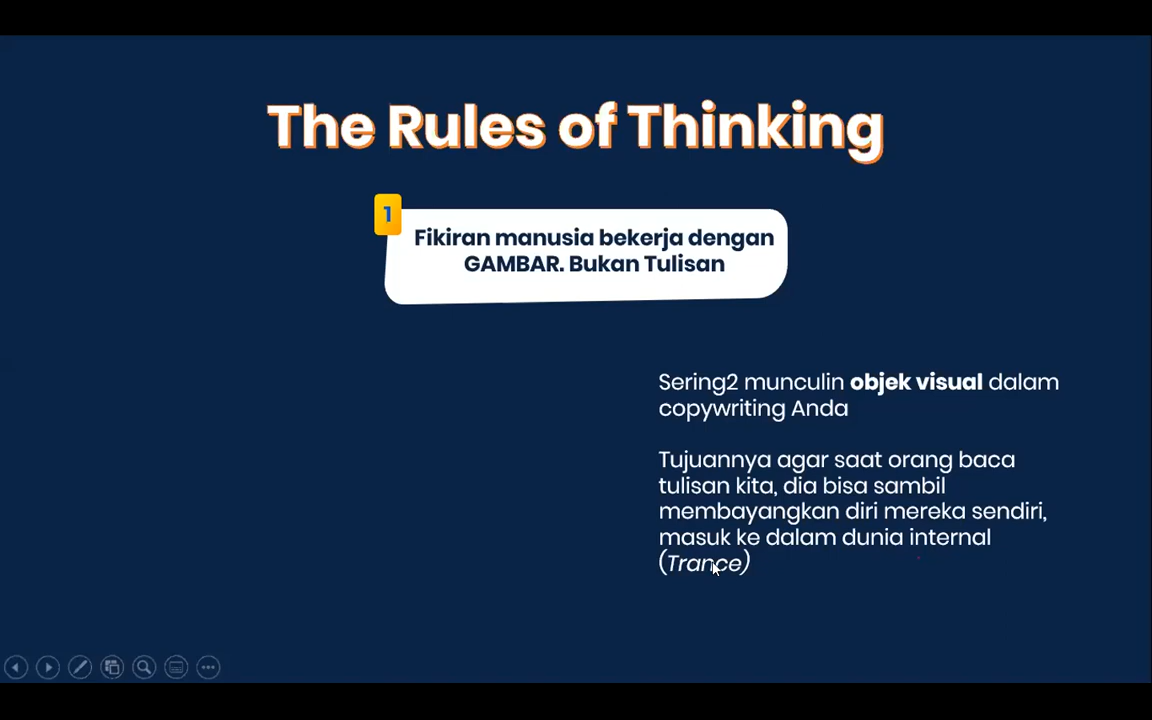 The Rules of Thinking
1
Fikiran manusia bekerja dengan
GAMBAR. Bukan Tulisan
Sering2 munculin objek visual dalam
copywriting Anda
Tujuannya agar saat orang baca
tulisan kita, dia bisa sambil
membayangkan diri mereka sendiri,
masuk ke dalam dunia internal
(Trance)